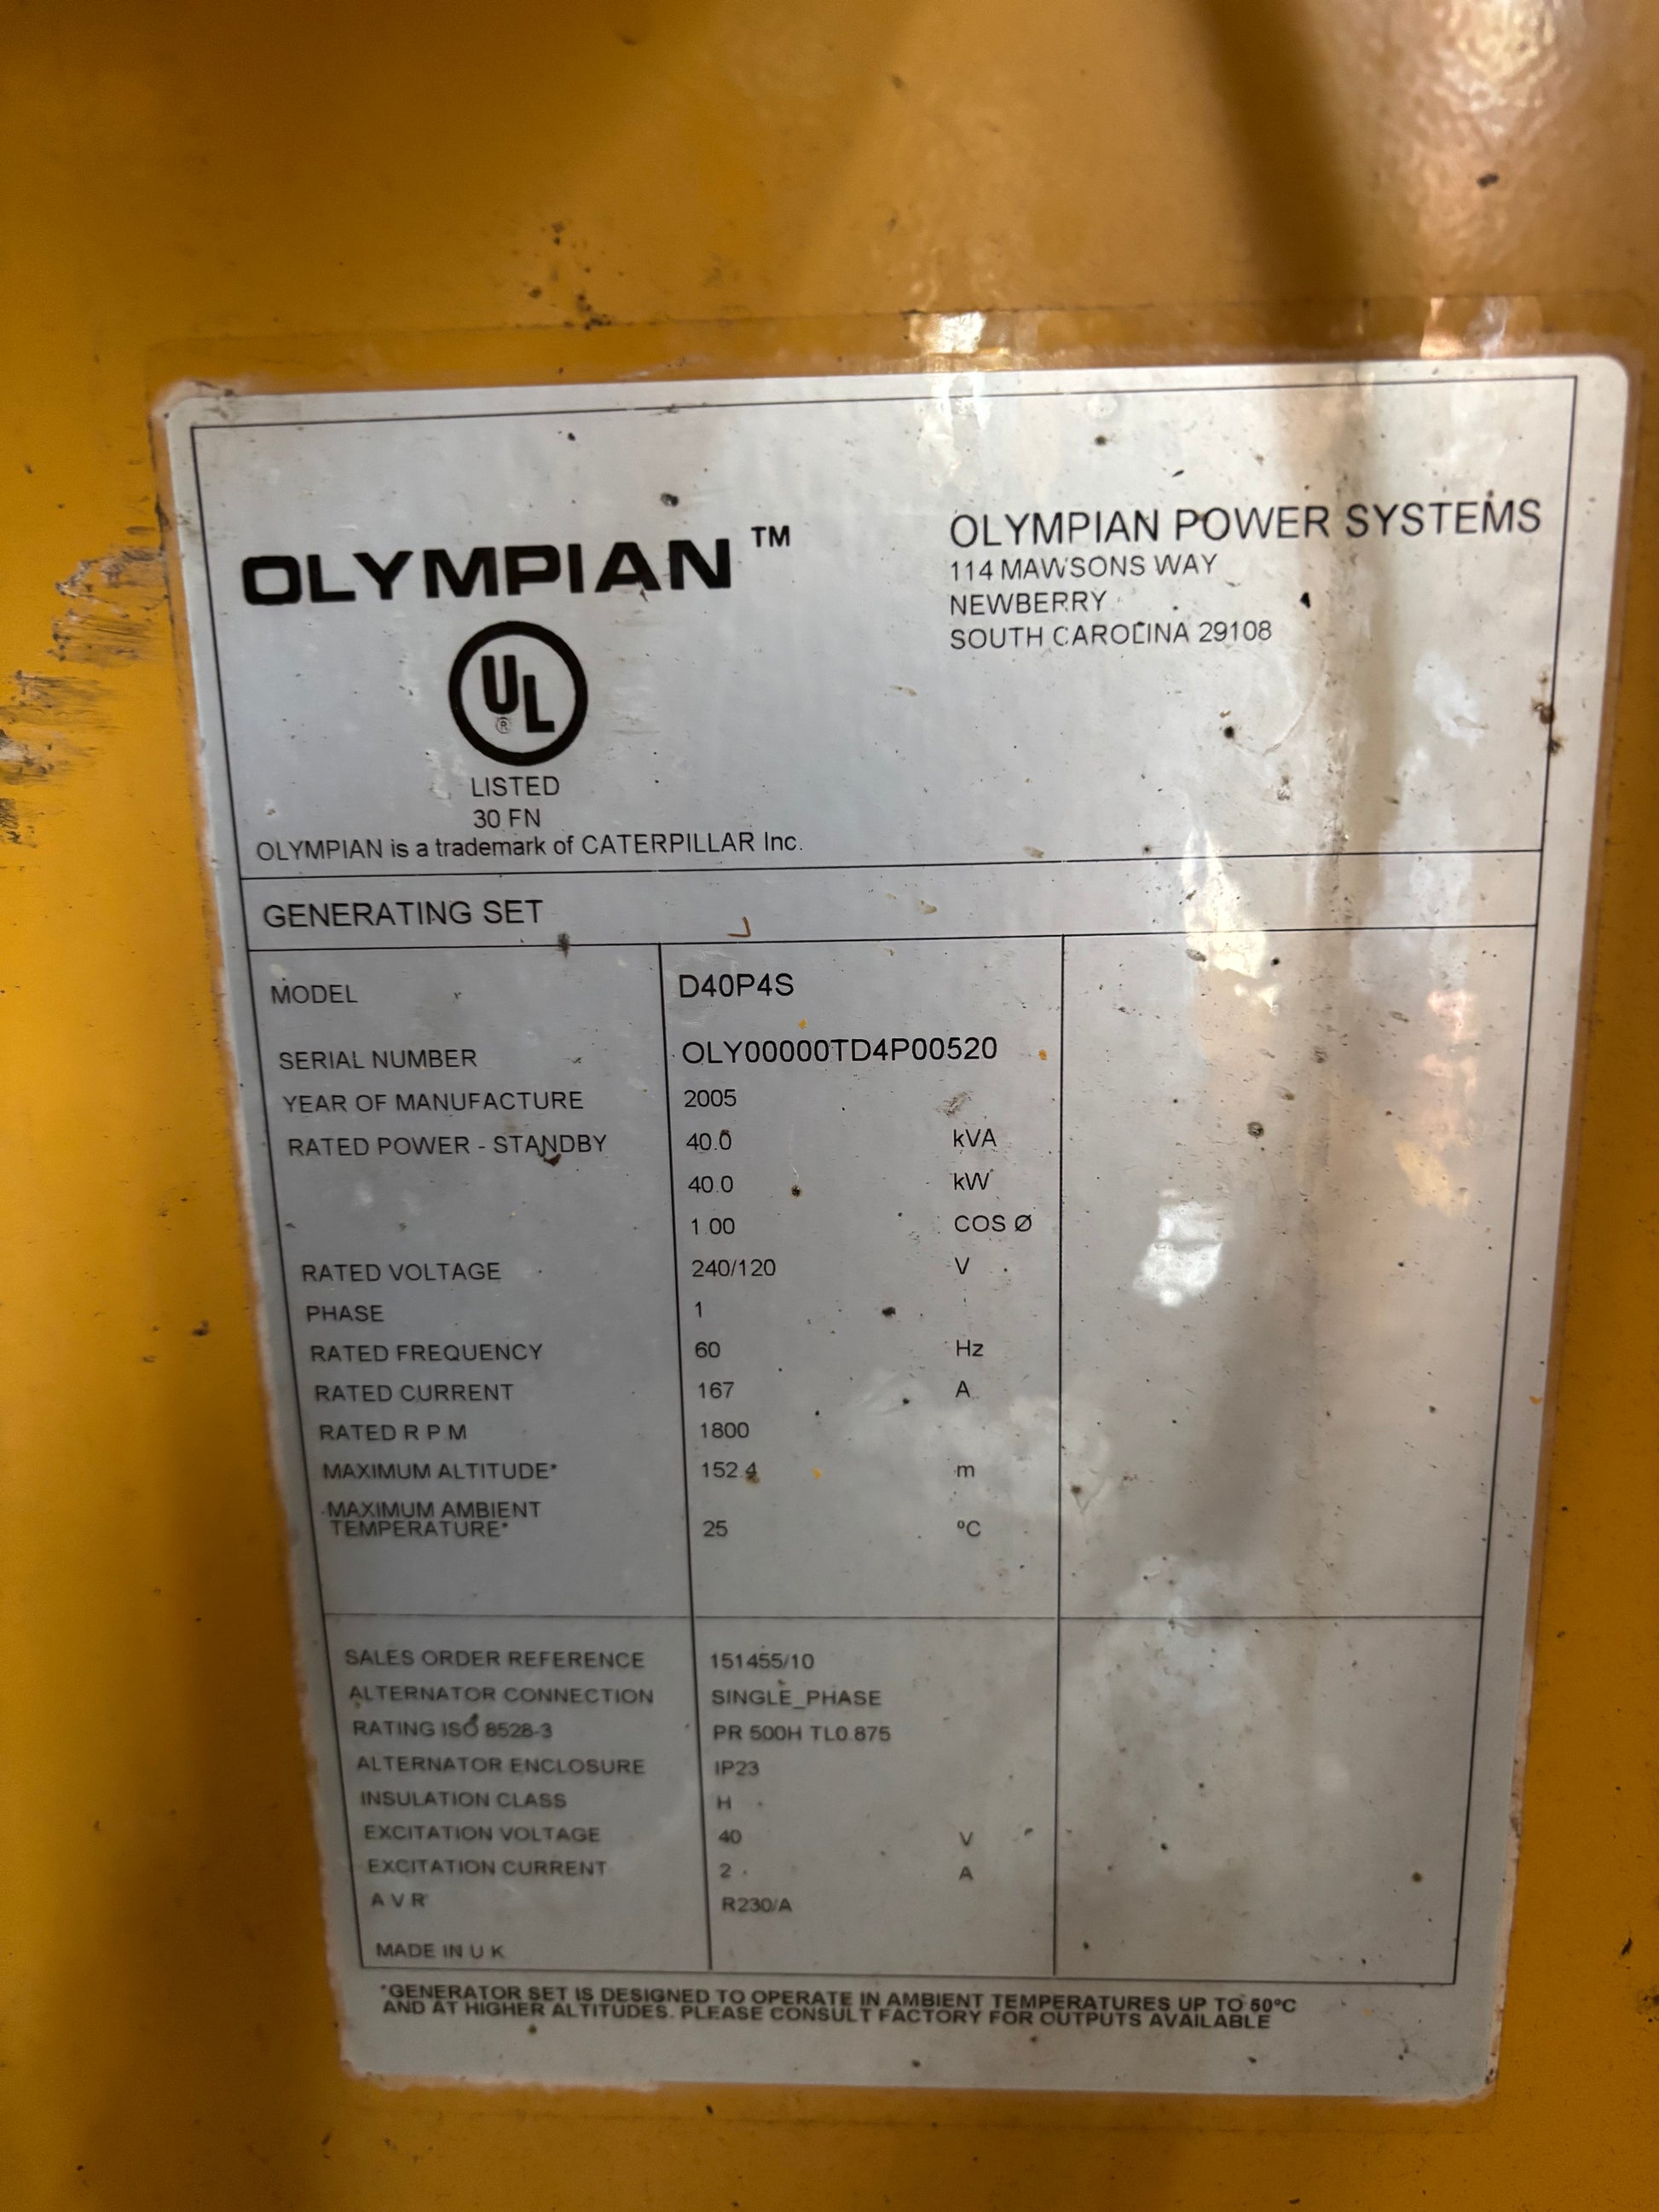 OLYMPIAN™
OLYMPIAN POWER SYSTEMS
114 MAWSONS WAY
NEWBERRY
SOUTH CAROLINA 29108
UL®
LISTED
30 FN
OLYMPIAN is a trademark of CATERPILLAR Inc.
GENERATING SET
MODEL D40P4S
SERIAL NUMBER OLY00000TD4P00520
YEAR OF MANUFACTURE 2005
RATED POWER - STANDBY 40.0 kVA
40.0 kW
1.00 COS Ø
RATED VOLTAGE 240/120 V
PHASE 1
RATED FREQUENCY 60 Hz
RATED CURRENT 167 A
RATED R P M 1800
MAXIMUM ALTITUDE* 152.4 m
MAXIMUM AMBIENT
TEMPERATURE* 25 ºC
SALES ORDER REFERENCE 151455/10
ALTERNATOR CONNECTION SINGLE_PHASE
RATING ISO 8528-3 PR 500H TL0.875
ALTERNATOR ENCLOSURE IP23
INSULATION CLASS H
EXCITATION VOLTAGE 40 V
EXCITATION CURRENT 2 A
A V R R230/A
MADE IN U K
*GENERATOR SET IS DESIGNED TO OPERATE IN AMBIENT TEMPERATURES UP TO 50ºC
AND AT HIGHER ALTITUDES. PLEASE CONSULT FACTORY FOR OUTPUTS AVAILABLE